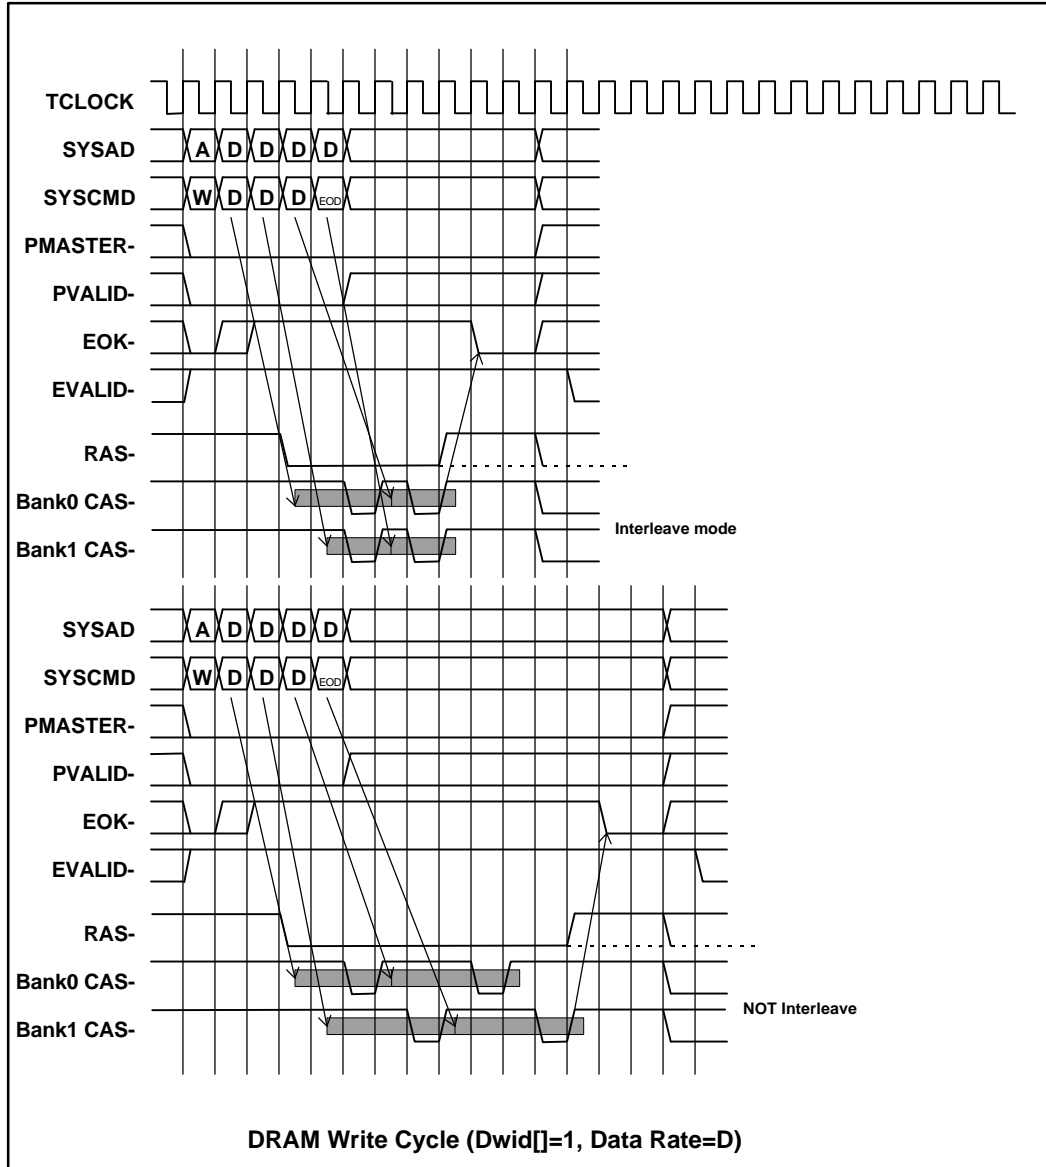 TCLOCK
SYSAD A D D D D
SYSCMD W D D D EOD
PMASTER-
PVALID-
EOK-
EVALID-
RAS-
Bank0 CAS-
Interleave mode
Bank1 CAS-
SYSAD A D D D D
SYSCMD W D D D EOD
PMASTER-
PVALID-
EOK-
EVALID-
RAS-
Bank0 CAS-
NOT Interleave
Bank1 CAS-
DRAM Write Cycle (Dwid[]=1, Data Rate=D)